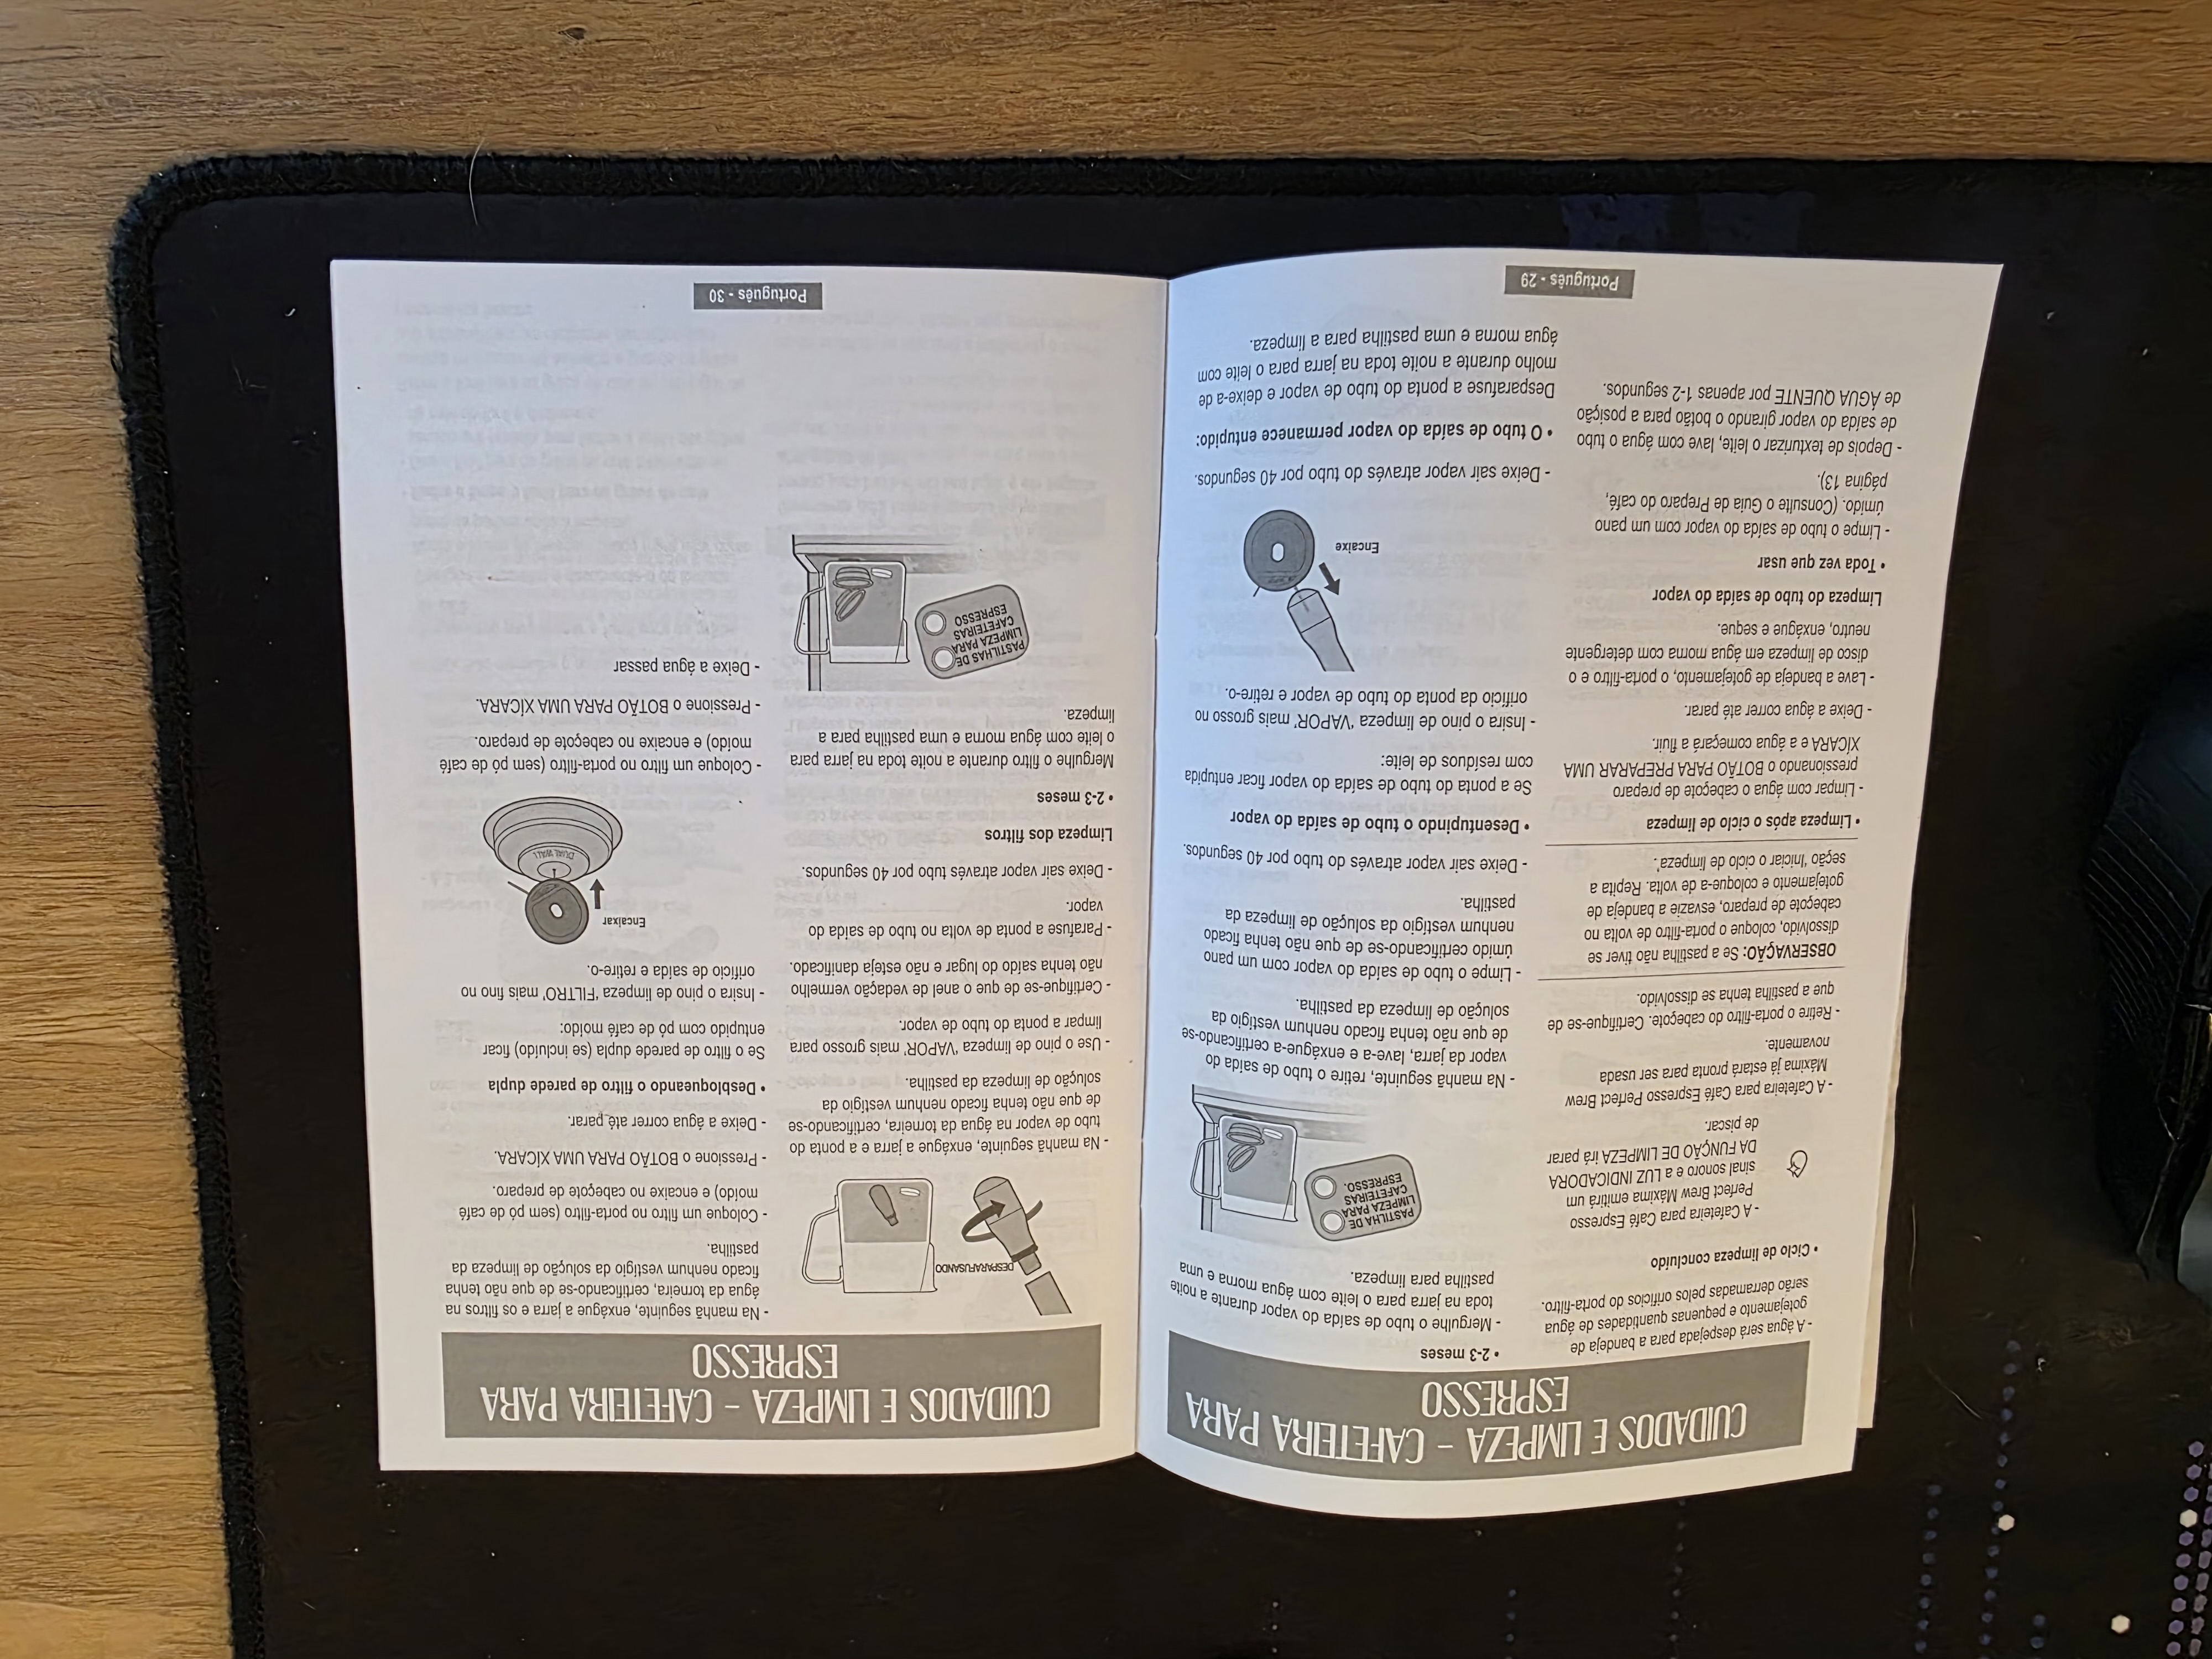 CUIDADOS E LIMPEZA – CAFETEIRA PARA
ESPRESSO
- A água será despejada para a bandeja de
gotejamento e pequenas quantidades de água
serão derramadas pelos orifícios do porta-filtro.
• Ciclo de limpeza concluído
- A Cafeteira para Café Espresso
Perfect Brew Máxima emitirá um
sinal sonoro e a LUZ INDICADORA
DA FUNÇÃO DE LIMPEZA irá parar
de piscar.
- A Cafeteira para Café Espresso Perfect Brew
Máxima já estará pronta para ser usada
novamente.
- Retire o porta-filtro do cabeçote. Certifique-se de
que a pastilha tenha se dissolvido.
OBSERVAÇÃO: Se a pastilha não tiver se
dissolvido, coloque o porta-filtro de volta no
cabeçote de preparo, esvazie a bandeja de
gotejamento e coloque-a de volta. Repita a
seção ‘Iniciar o ciclo de limpeza’.
• Limpeza após o ciclo de limpeza
- Limpar com água o cabeçote de preparo
pressionando o BOTÃO PARA PREPARAR UMA
XÍCARA e a água começará a fluir.
- Deixe a água correr até parar.
- Lave a bandeja de gotejamento, o porta-filtro e o
disco de limpeza em água morna com detergente
neutro, enxágue e seque.
Limpeza do tubo de saída do vapor
• Toda vez que usar
- Limpe o tubo de saída do vapor com um pano
úmido. (Consulte o Guia de Preparo do café,
página 13).
- Depois de texturizar o leite, lave com água o tubo
de saída do vapor girando o botão para a posição
de ÁGUA QUENTE por apenas 1-2 segundos.
• 2-3 meses
- Mergulhe o tubo de saída do vapor durante a noite
toda na jarra para o leite com água morna e uma
pastilha para limpeza.
PASTILHA DE
LIMPEZA PARA
CAFETEIRAS
ESPRESSO.
- Na manhã seguinte, retire o tubo de saída do
vapor da jarra, lave-a e enxágue-a certificando-se
de que não tenha ficado nenhum vestígio da
solução de limpeza da pastilha.
- Limpe o tubo de saída do vapor com um pano
úmido certificando-se de que não tenha ficado
nenhum vestígio da solução de limpeza da
pastilha.
- Deixe sair vapor através do tubo por 40 segundos.
• Desentupindo o tubo de saída do vapor
Se a ponta do tubo de saída do vapor ficar entupida
com resíduos de leite:
- Insira o pino de limpeza ‘VAPOR’ mais grosso no
orifício da ponta do tubo de vapor e retire-o.
Encaixe
- Deixe sair vapor através do tubo por 40 segundos.
• O tubo de saída do vapor permanece entupido:
Desparafuse a ponta do tubo de vapor e deixe-a de
molho durante a noite toda na jarra para o leite com
água morna e uma pastilha para a limpeza.
Português - 29
CUIDADOS E LIMPEZA – CAFETEIRA PARA
ESPRESSO
DESPARAFUSANDO
- Na manhã seguinte, enxágue a jarra e a ponta do
tubo de vapor na água da torneira, certificando-se
de que não tenha ficado nenhum vestígio da
solução de limpeza da pastilha.
- Use o pino de limpeza ‘VAPOR’ mais grosso para
limpar a ponta do tubo de vapor.
- Certifique-se de que o anel de vedação vermelho
não tenha saído do lugar e não esteja danificado.
- Parafuse a ponta de volta no tubo de saída do
vapor.
- Deixe sair vapor através tubo por 40 segundos.
Limpeza dos filtros
• 2-3 meses
Mergulhe o filtro durante a noite toda na jarra para
o leite com água morna e uma pastilha para a
limpeza.
PASTILHAS DE
LIMPEZA PARA
CAFETEIRAS
ESPRESSO
- Na manhã seguinte, enxágue a jarra e os filtros na
água da torneira, certificando-se de que não tenha
ficado nenhum vestígio da solução de limpeza da
pastilha.
- Coloque um filtro no porta-filtro (sem pó de café
moído) e encaixe no cabeçote de preparo.
- Pressione o BOTÃO PARA UMA XÍCARA.
- Deixe a água correr até parar.
• Desbloqueando o filtro de parede dupla
Se o filtro de parede dupla (se incluído) ficar
entupido com pó de café moido:
- Insira o pino de limpeza ‘FILTRO’ mais fino no
orifício de saída e retire-o.
Encaixar
DUAL WALL
- Coloque um filtro no porta-filtro (sem pó de café
moido) e encaixe no cabeçote de preparo.
- Pressione o BOTÃO PARA UMA XÍCARA.
- Deixe a água passar
Português - 30